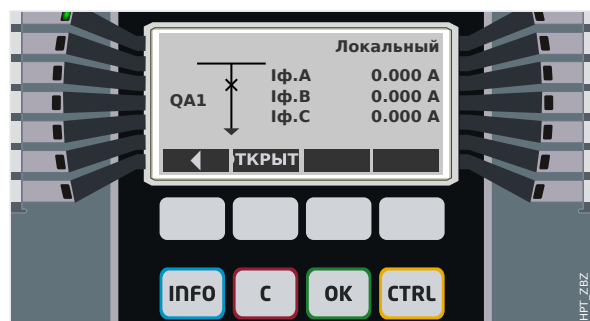 Локальный
Iф.A 0.000 A
QA1
Iф.B 0.000 A
Iф.C 0.000 A
ТКРЫТ
INFO C OK CTRL
HPT_ZBZ